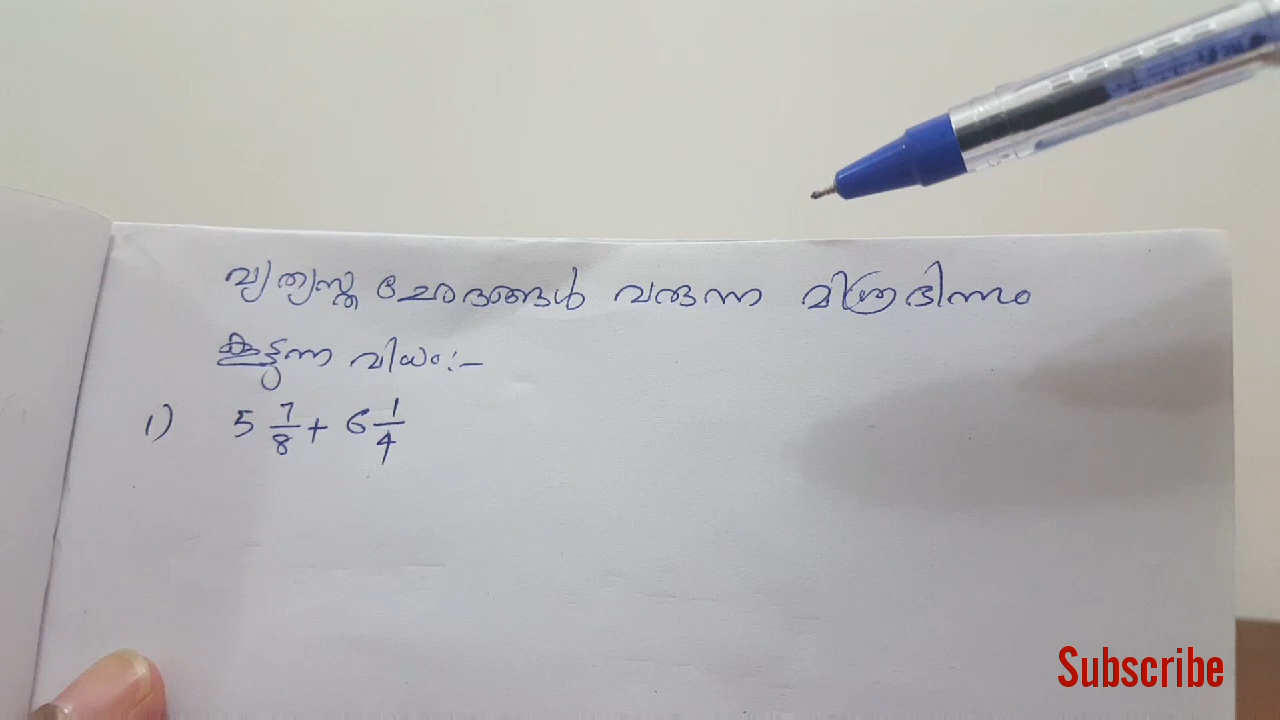 വ്യത്യസ്ത ഛേദങ്ങൾ വരുന്ന മിശ്രഭിന്നം
കൂട്ടുന്ന വിധം:-
1) 5 7/8 + 6 1/4
Subscribe